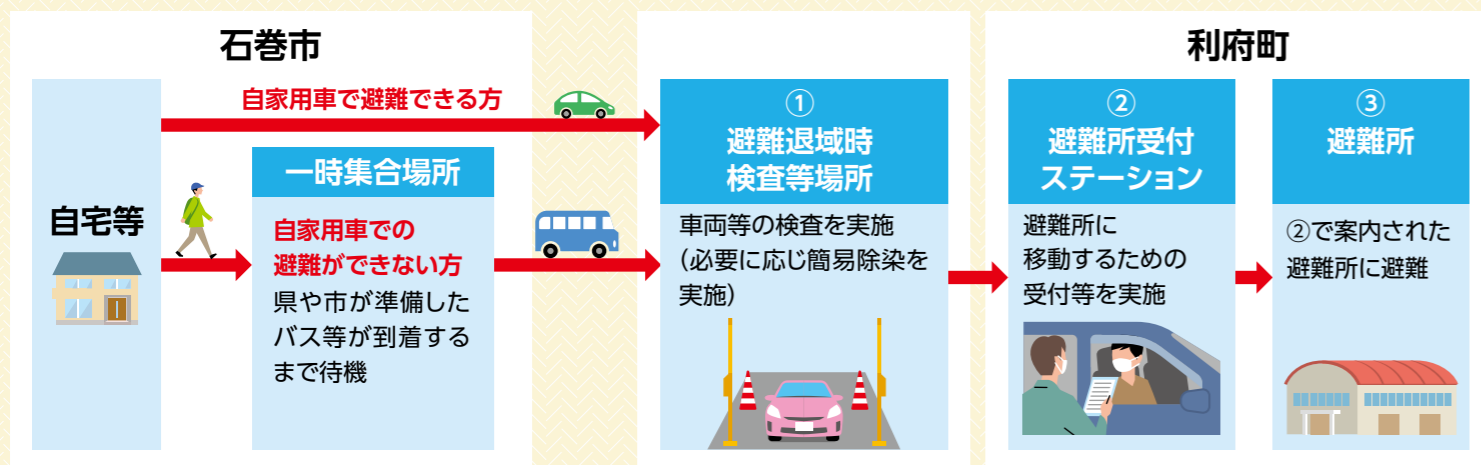 石巻市
自宅等
自家用車で避難できる方
一時集合場所
自家用車での
避難ができない方
県や市が準備した
バス等が到着する
まで待機
①
避難退域時
検査等場所
車両等の検査を実施
（必要に応じ簡易除染を
実施）
利府町
②
避難所受付
ステーション
避難所に
移動するための
受付等を実施
③
避難所
②で案内された
避難所に避難